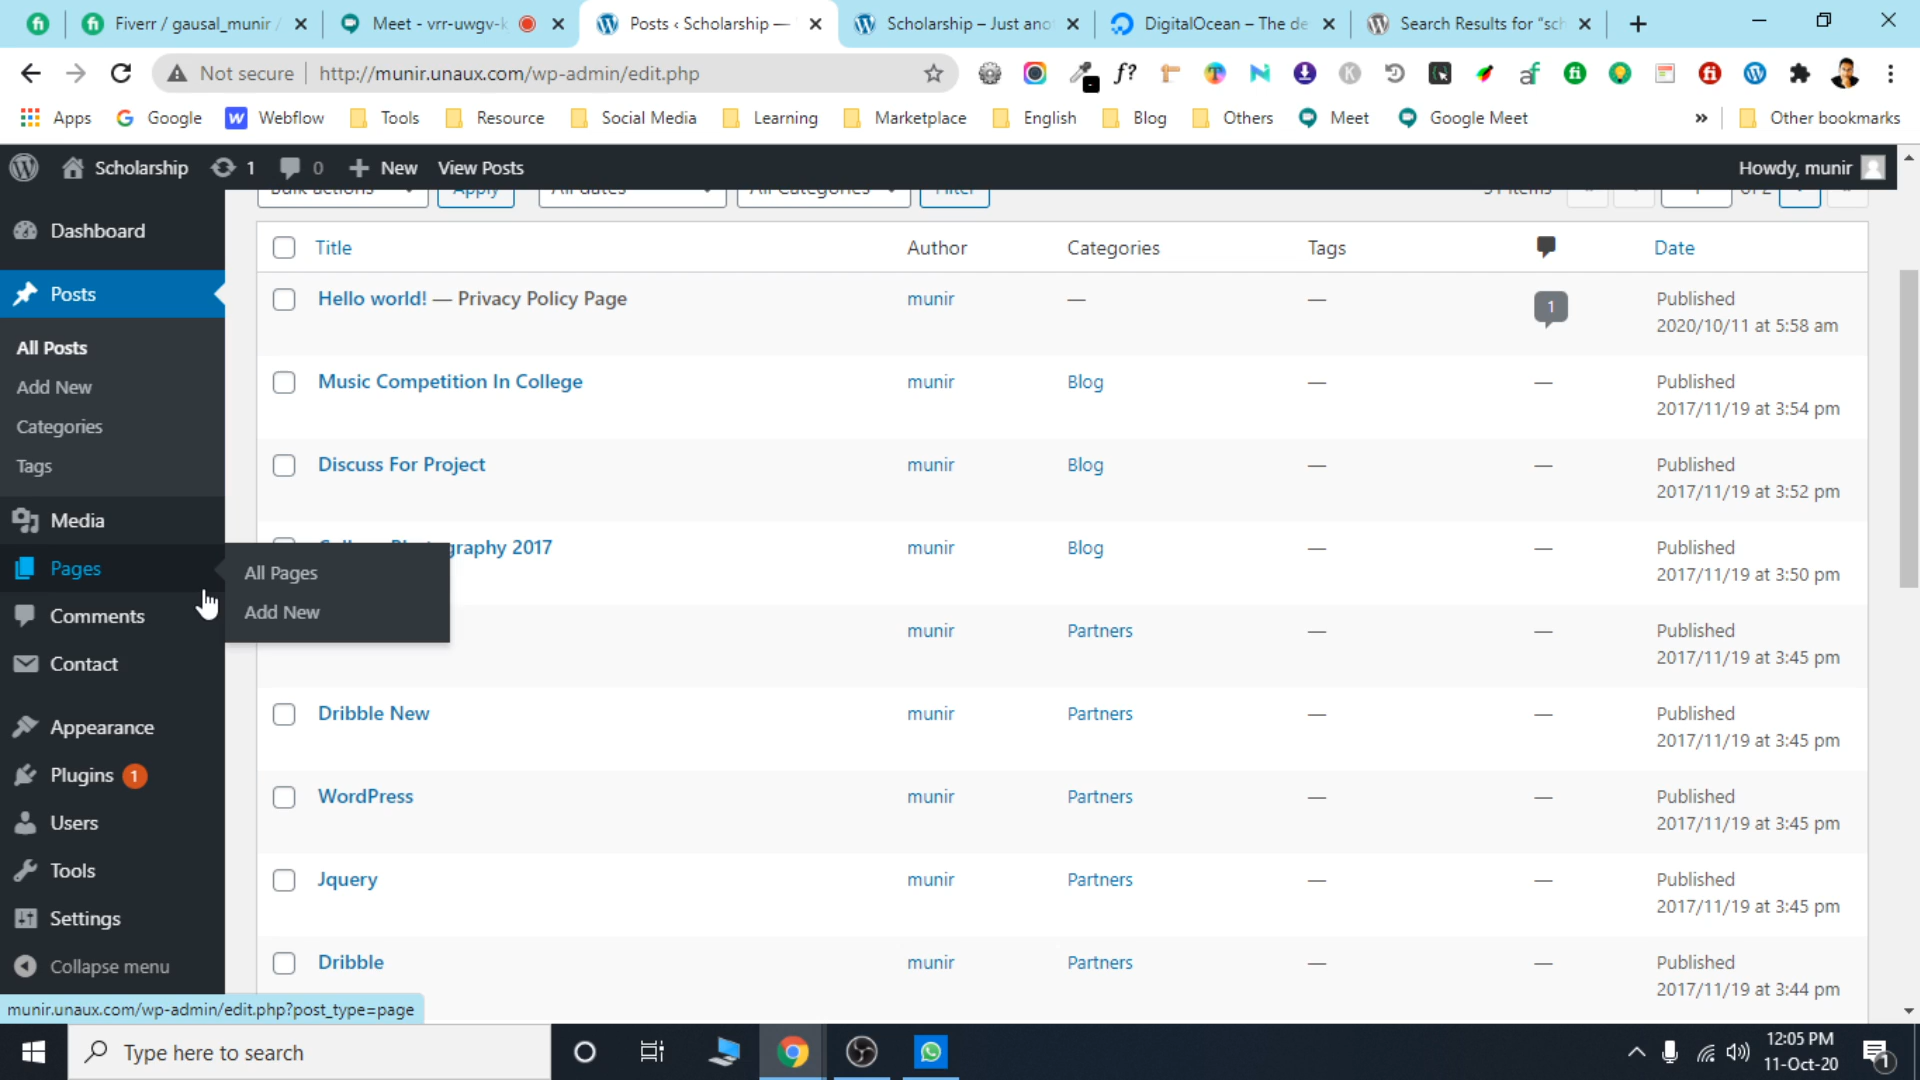 Fiverr / gausal_munir /
Meet - vrr-uwgv-k
Posts ‹ Scholarship —
Scholarship – Just ano
DigitalOcean – The de
Search Results for "sch
Not secure
http://munir.unaux.com/wp-admin/edit.php
Apps
Google
Webflow
Tools
Resource
Social Media
Learning
Marketplace
English
Blog
Others
Meet
Google Meet
»
Other bookmarks
Scholarship
1
0
New
View Posts
Howdy, munir
Dashboard
Posts
All Posts
Add New
Categories
Tags
Media
Pages
All Pages
Add New
Comments
Contact
Appearance
Plugins 1
Users
Tools
Settings
Collapse menu
Bulk actions
Apply
All dates
All Categories
Filter
Title Author Categories Tags Date
Hello world! — Privacy Policy Page munir — — 1 Published
2020/10/11 at 5:58 am
Music Competition In College munir Blog — — Published
2017/11/19 at 3:54 pm
Discuss For Project munir Blog — — Published
2017/11/19 at 3:52 pm
graphy 2017 munir Blog — — Published
2017/11/19 at 3:50 pm
munir Partners — — Published
2017/11/19 at 3:45 pm
Dribble New munir Partners — — Published
2017/11/19 at 3:45 pm
WordPress munir Partners — — Published
2017/11/19 at 3:45 pm
Jquery munir Partners — — Published
2017/11/19 at 3:45 pm
Dribble munir Partners — — Published
2017/11/19 at 3:44 pm
munir.unaux.com/wp-admin/edit.php?post_type=page
Type here to search
12:05 PM
11-Oct-20
1